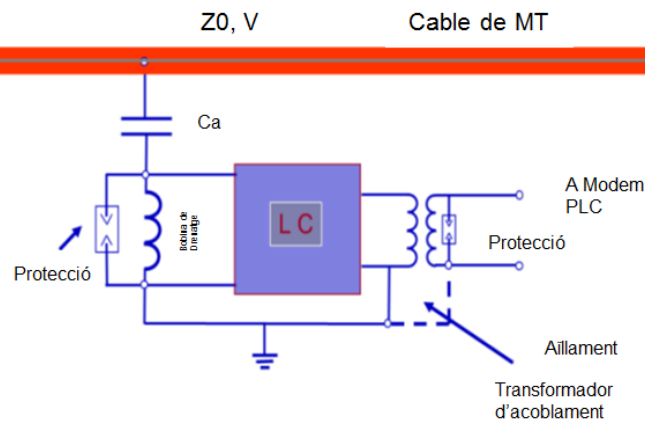 Z0, V
Cable de MT
Ca
A Modem
PLC
Bobina de
Drenatge
L C
Protecció
Protecció
Aïllament
Transformador
d'acoblament